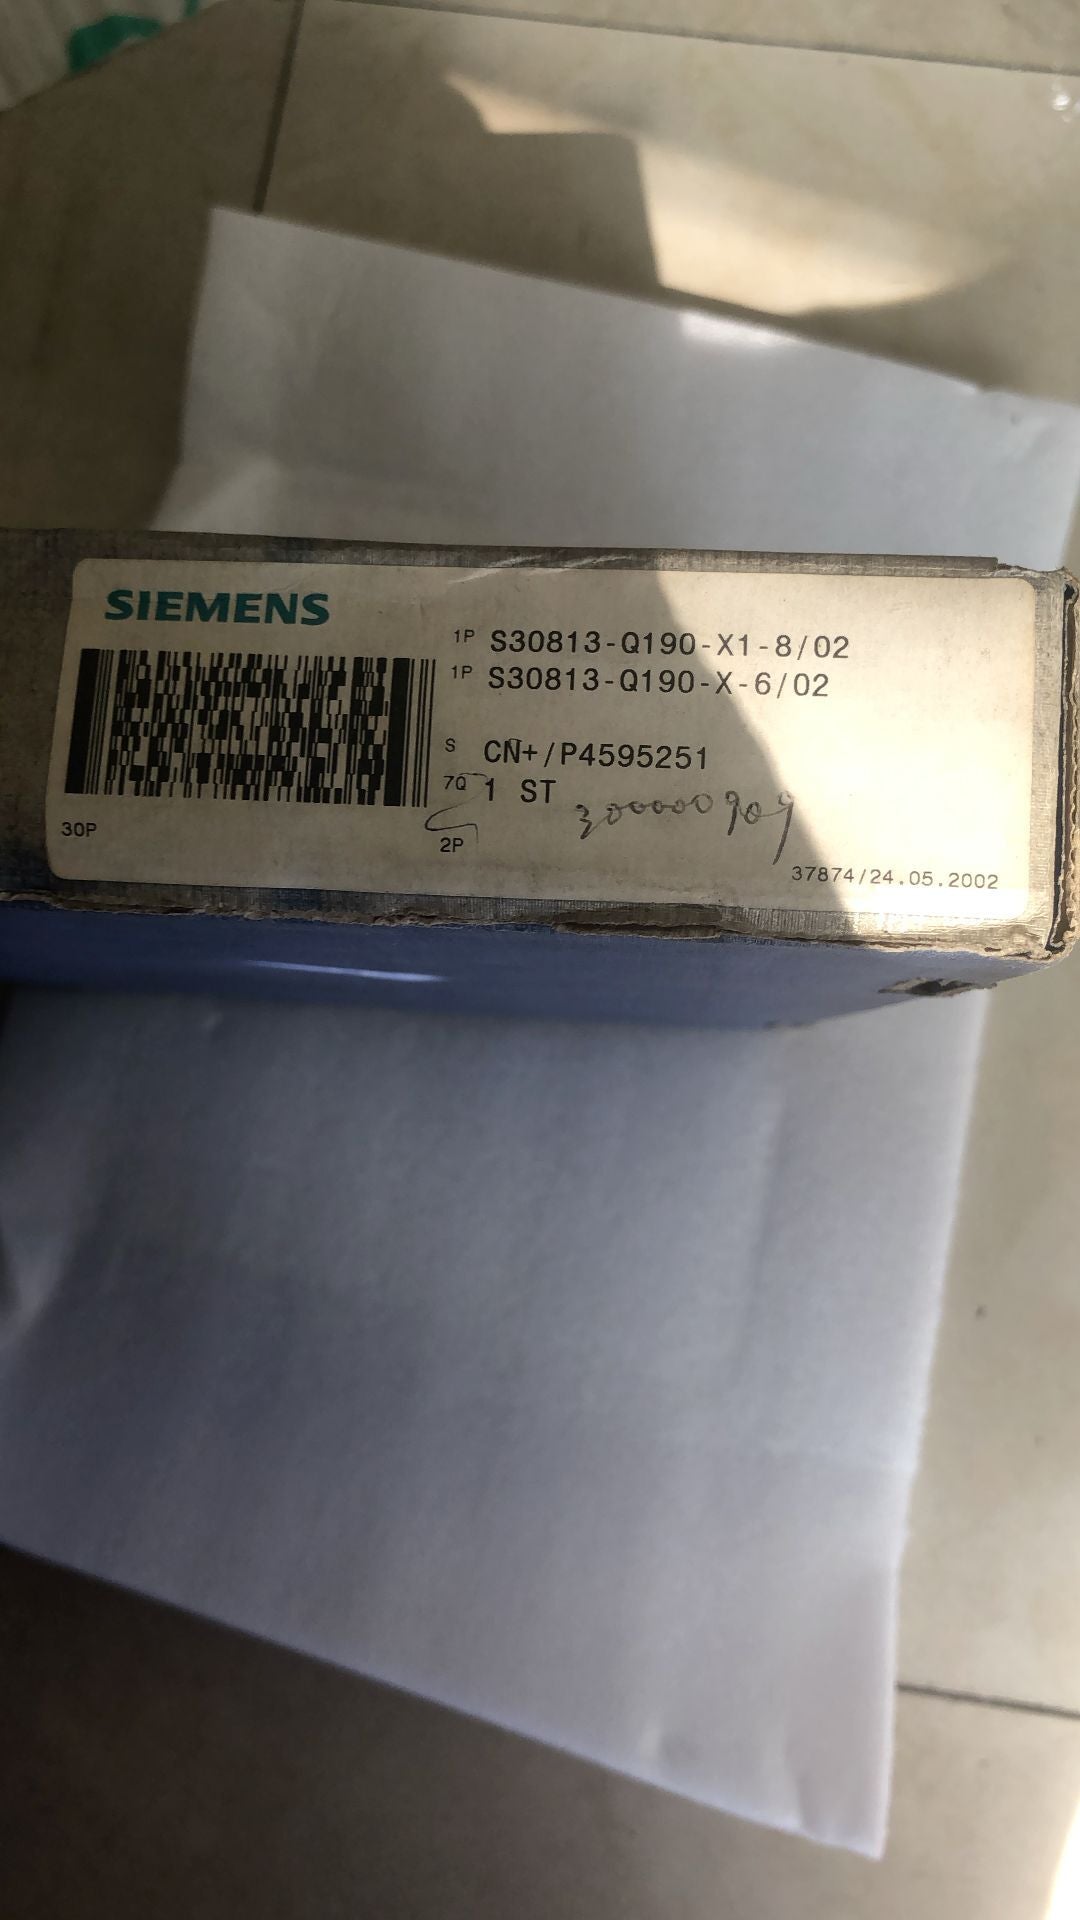 SIEMENS
1P S30813-Q190-X1-8/02
1P S30813-Q190-X-6/02
S CN+/P4595251
7Q 1 ST
300000909
30P
2P
37874/24.05.2002